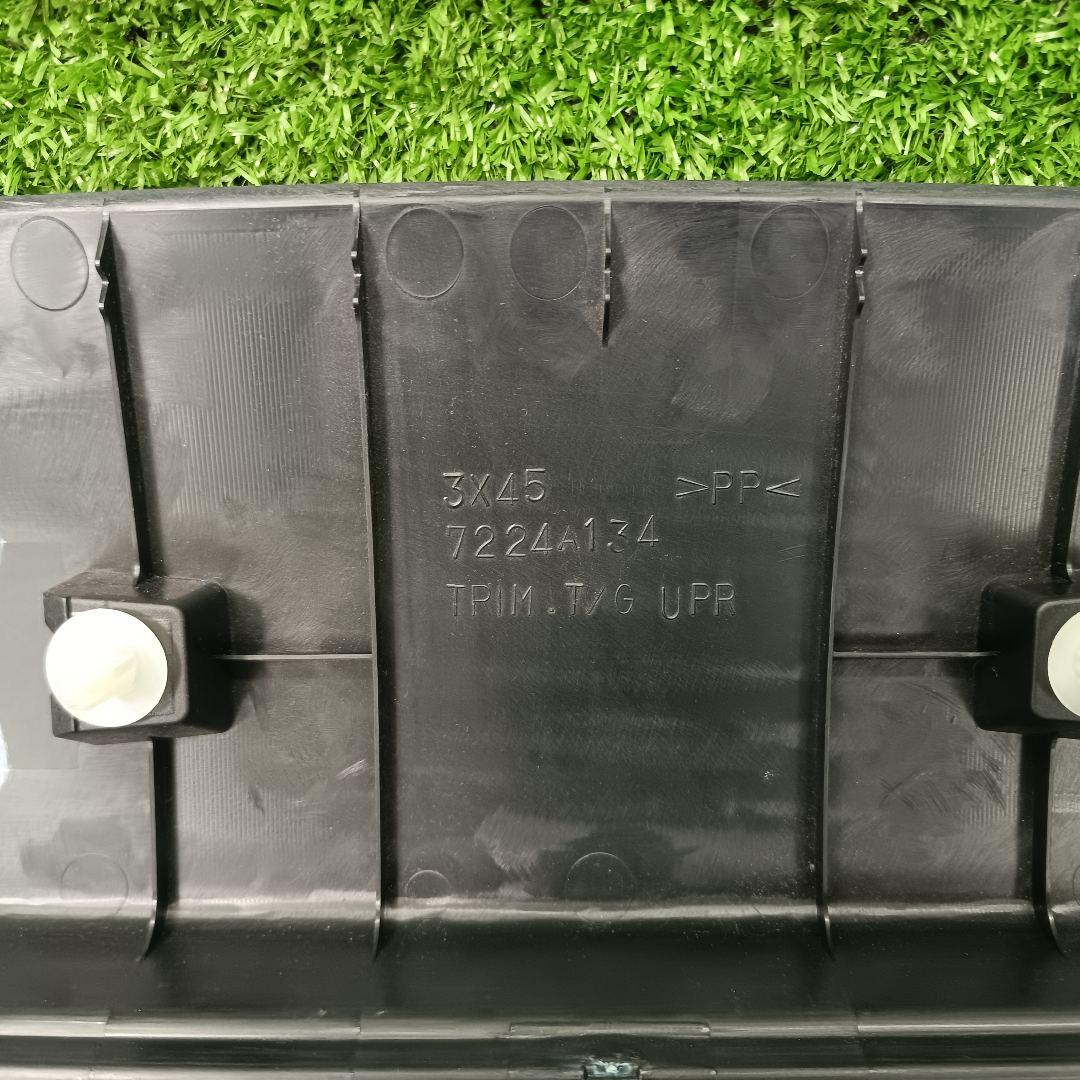 3X45 >PP<
7224A134
TRIM.T/G UPR